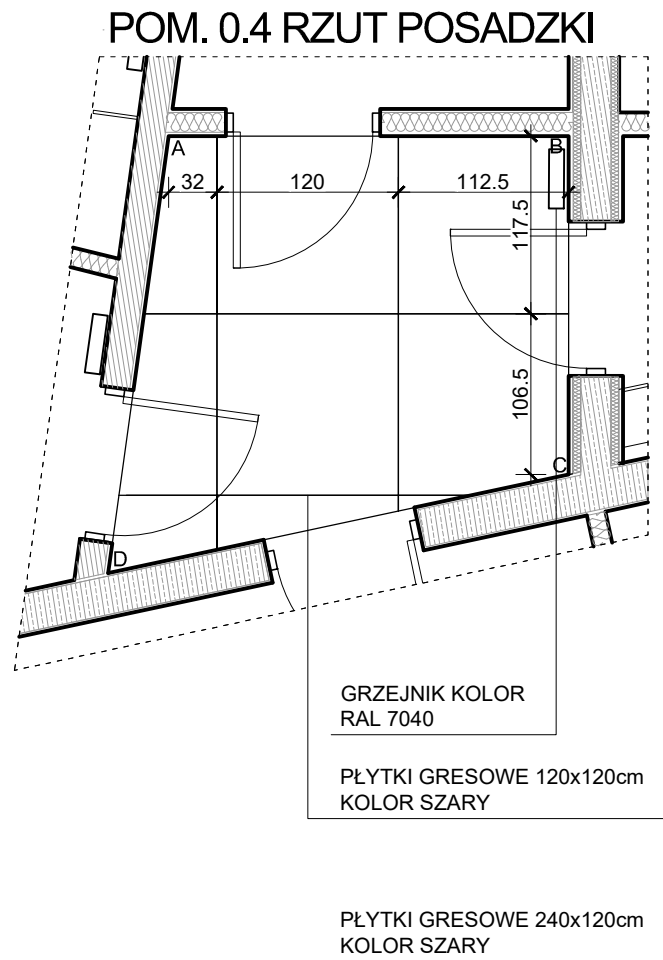 POM. 0.4 RZUT POSADZKI
A
B
32
120
112.5
117.5
106.5
C
D
GRZEJNIK KOLOR
RAL 7040
PŁYTKI GRESOWE 120x120cm
KOLOR SZARY
PŁYTKI GRESOWE 240x120cm
KOLOR SZARY